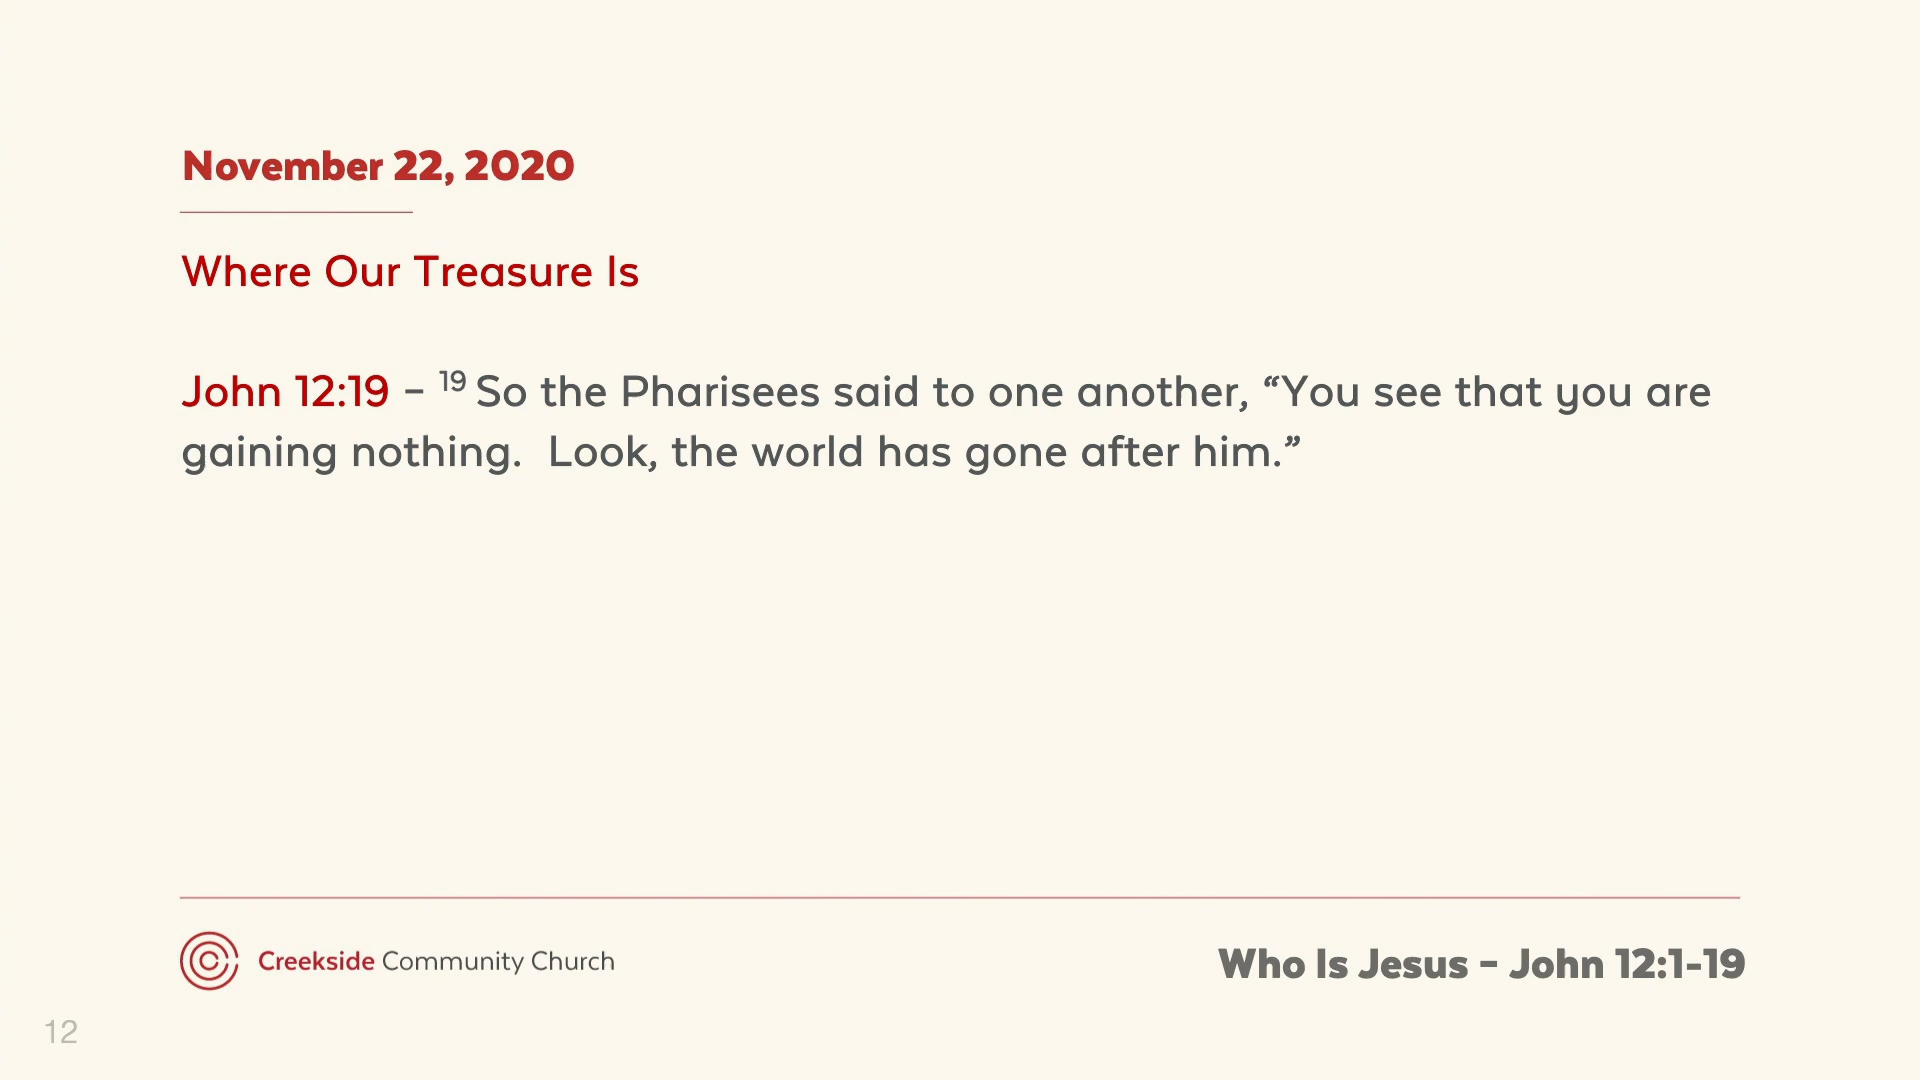 November 22, 2020
Where Our Treasure Is
John 12:19 – 19 So the Pharisees said to one another, “You see that you are
gaining nothing.  Look, the world has gone after him.”
Creekside Community Church
Who Is Jesus – John 12:1-19
12